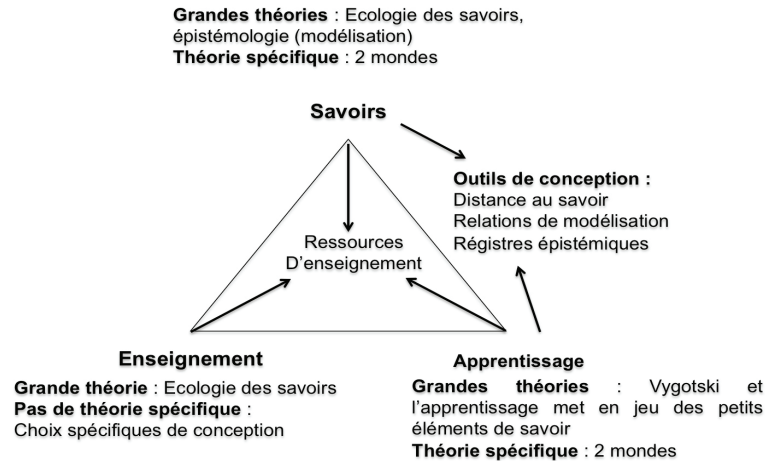 Grandes théories : Ecologie des savoirs,
épistémologie (modélisation)
Théorie spécifique : 2 mondes
Savoirs
Outils de conception :
Distance au savoir
Relations de modélisation
Régistres épistémiques
Ressources
D’enseignement
Enseignement
Grande théorie : Ecologie des savoirs
Pas de théorie spécifique :
Choix spécifiques de conception
Apprentissage
Grandes théories : Vygotski et
l’apprentissage met en jeu des petits
éléments de savoir
Théorie spécifique : 2 mondes